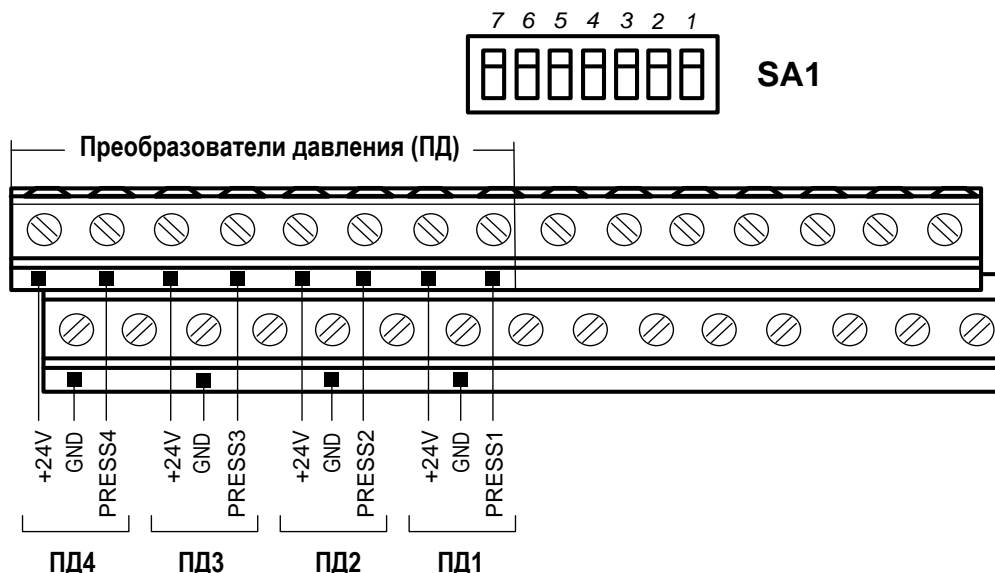 7 6 5 4 3 2 1
SA1
Преобразователи давления (ПД)
+24V GND PRESS4 +24V GND PRESS3 +24V GND PRESS2 +24V GND PRESS1
ПД4 ПД3 ПД2 ПД1